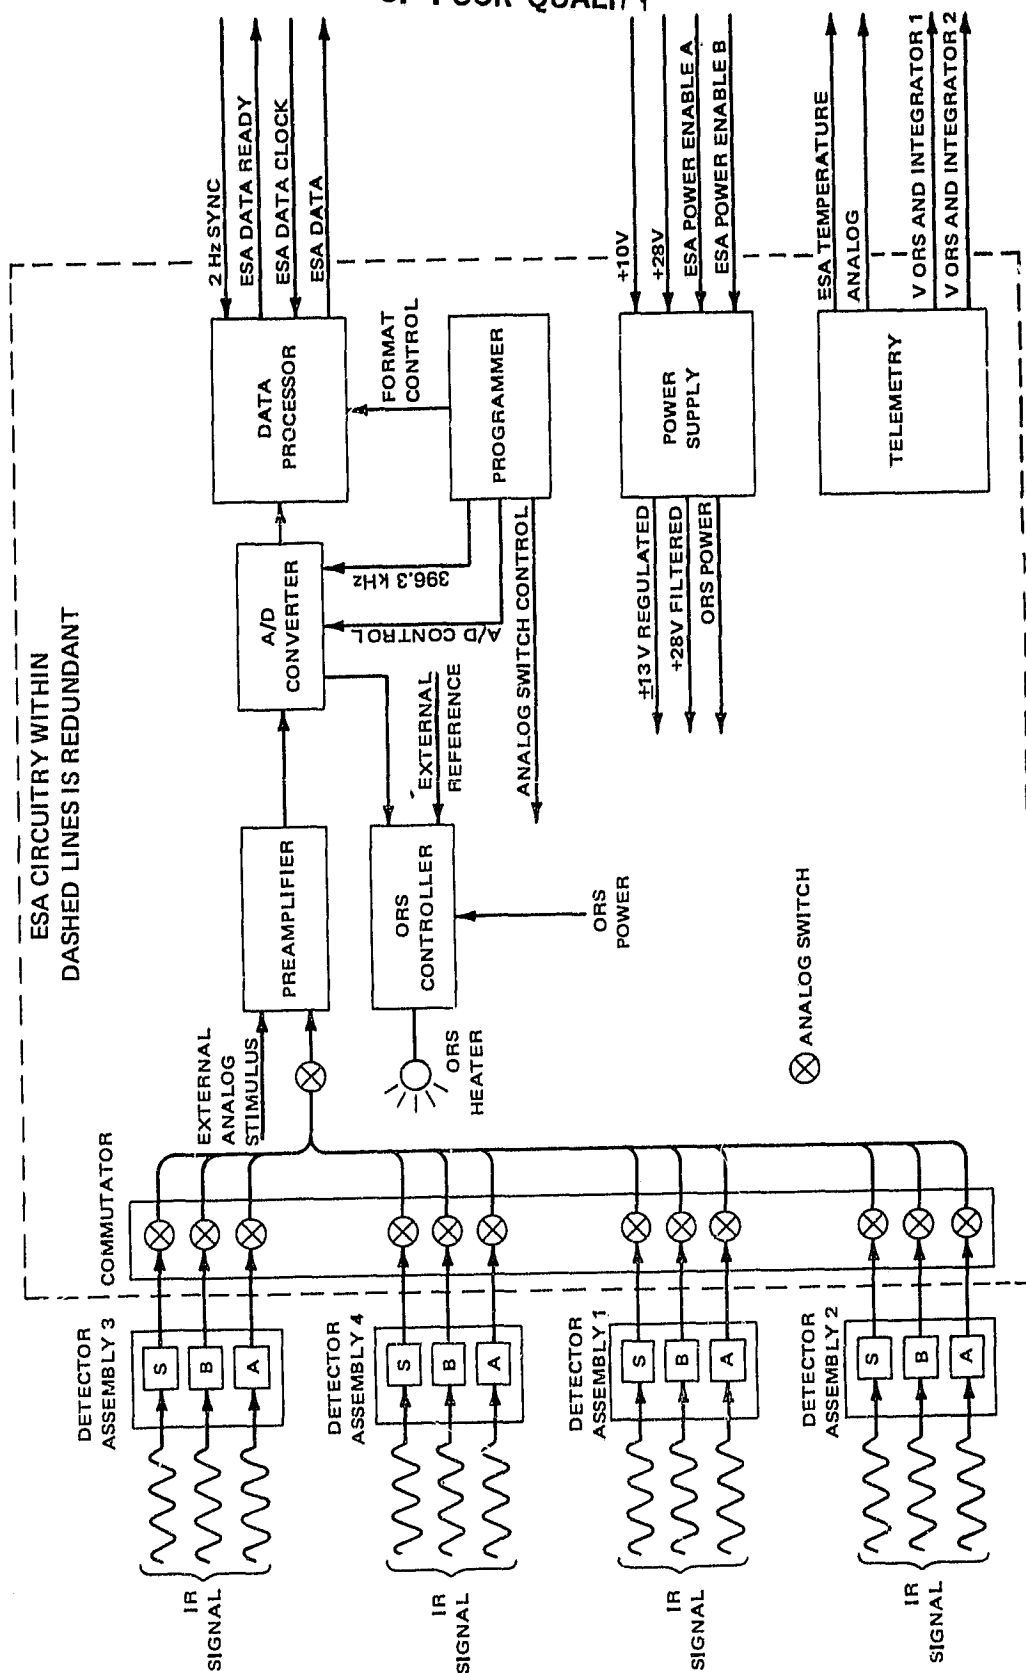 OF POOR QUALITY
ESA CIRCUITRY WITHIN
DASHED LINES IS REDUNDANT
IR
SIGNAL
DETECTOR
ASSEMBLY 3
S
B
A
COMMUTATOR
EXTERNAL
ANALOG
STIMULUS
PREAMPLIFIER
A/D
CONVERTER
DATA
PROCESSOR
2 Hz SYNC
ESA DATA READY
ESA DATA CLOCK
ESA DATA
IR
SIGNAL
DETECTOR
ASSEMBLY 4
S
B
A
ORS
HEATER
ORS
CONTROLLER
EXTERNAL
REFERENCE
A/D CONTROL
396.3 kHz
FORMAT
CONTROL
PROGRAMMER
ANALOG SWITCH CONTROL
ORS
POWER
IR
SIGNAL
DETECTOR
ASSEMBLY 1
S
B
A
±13V REGULATED
+28V FILTERED
ORS POWER
POWER
SUPPLY
+10V
+28V
ESA POWER ENABLE A
ESA POWER ENABLE B
IR
SIGNAL
DETECTOR
ASSEMBLY 2
S
B
A
ANALOG SWITCH
TELEMETRY
ESA TEMPERATURE
ANALOG
V ORS AND INTEGRATOR 1
V ORS AND INTEGRATOR 2